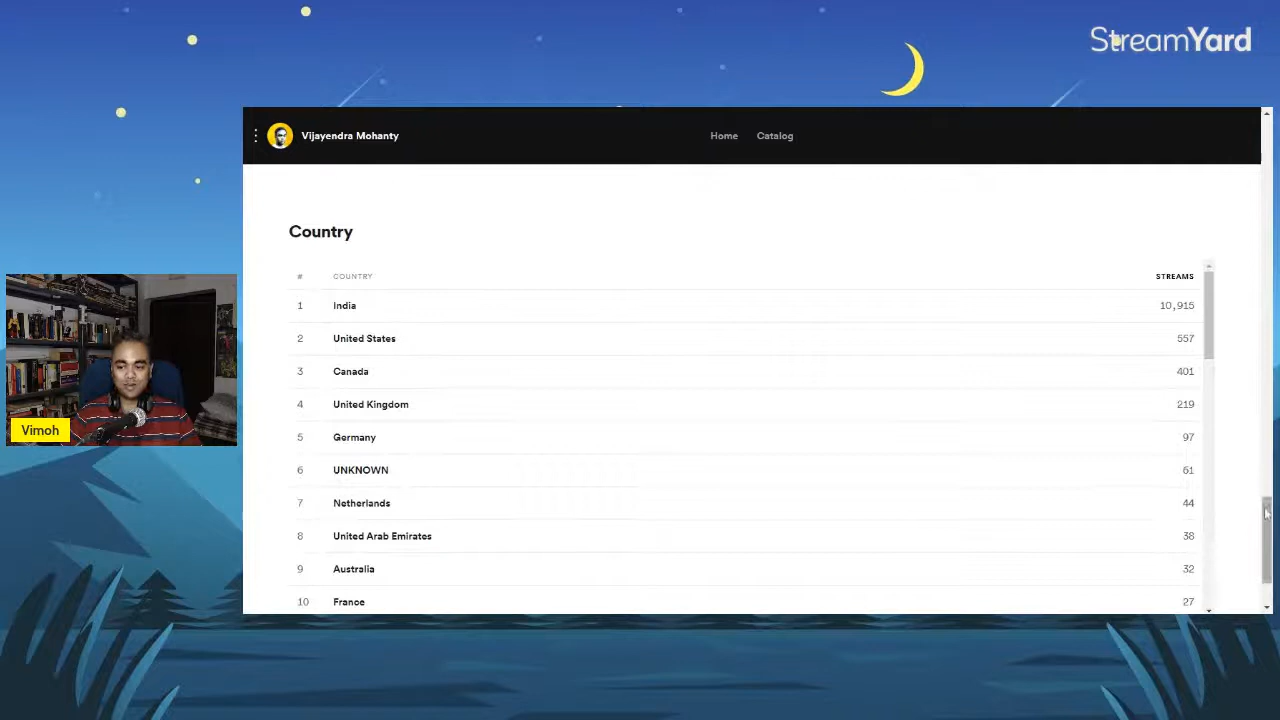 StreamYard
Vijayendra Mohanty
Home Catalog
Country
# COUNTRY STREAMS
1 India 10,915
2 United States 557
3 Canada 401
4 United Kingdom 219
5 Germany 97
6 UNKNOWN 61
7 Netherlands 44
8 United Arab Emirates 38
9 Australia 32
10 France 27
Vimoh